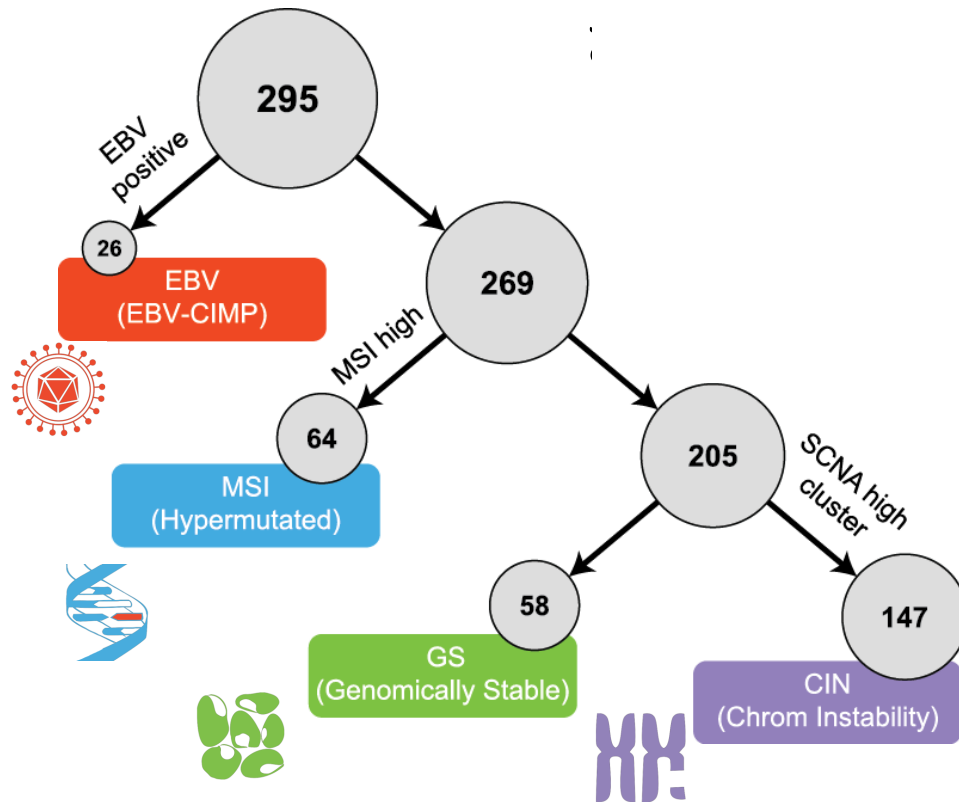 295
EBV
positive
26
EBV
(EBV-CIMP)
269
MSI high
64
MSI
(Hypermutated)
205
SCNA high
cluster
58
GS
(Genomically Stable)
147
CIN
(Chrom Instability)